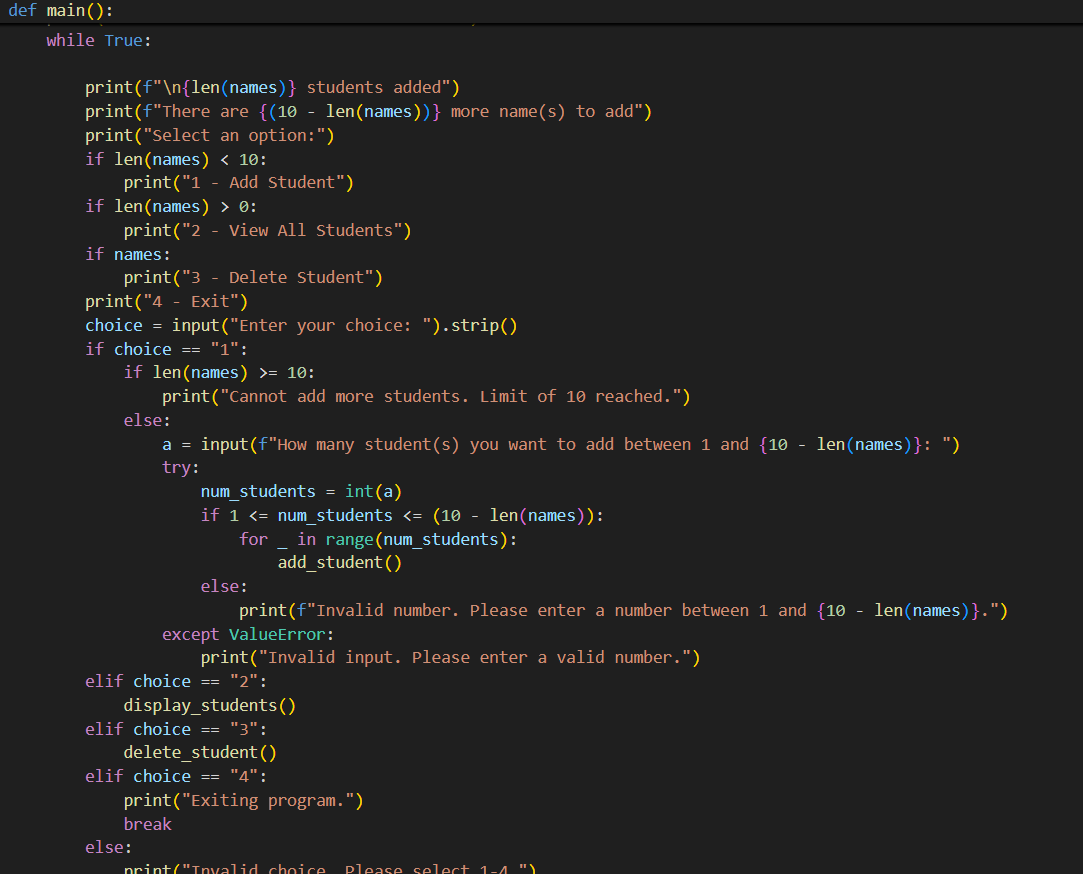 def main():
    while True:

        print(f"\n{len(names)} students added")
        print(f"There are {(10 - len(names))} more name(s) to add")
        print("Select an option:")
        if len(names) < 10:
            print("1 - Add Student")
        if len(names) > 0:
            print("2 - View All Students")
        if names:
            print("3 - Delete Student")
        print("4 - Exit")
        choice = input("Enter your choice: ").strip()
        if choice == "1":
            if len(names) >= 10:
                print("Cannot add more students. Limit of 10 reached.")
            else:
                a = input(f"How many student(s) you want to add between 1 and {10 - len(names)}: ")
                try:
                    num_students = int(a)
                    if 1 <= num_students <= (10 - len(names)):
                        for _ in range(num_students):
                            add_student()
                    else:
                        print(f"Invalid number. Please enter a number between 1 and {10 - len(names)}.")
                except ValueError:
                    print("Invalid input. Please enter a valid number.")
        elif choice == "2":
            display_students()
        elif choice == "3":
            delete_student()
        elif choice == "4":
            print("Exiting program.")
            break
        else:
            print("Invalid choice. Please select 1-4.")